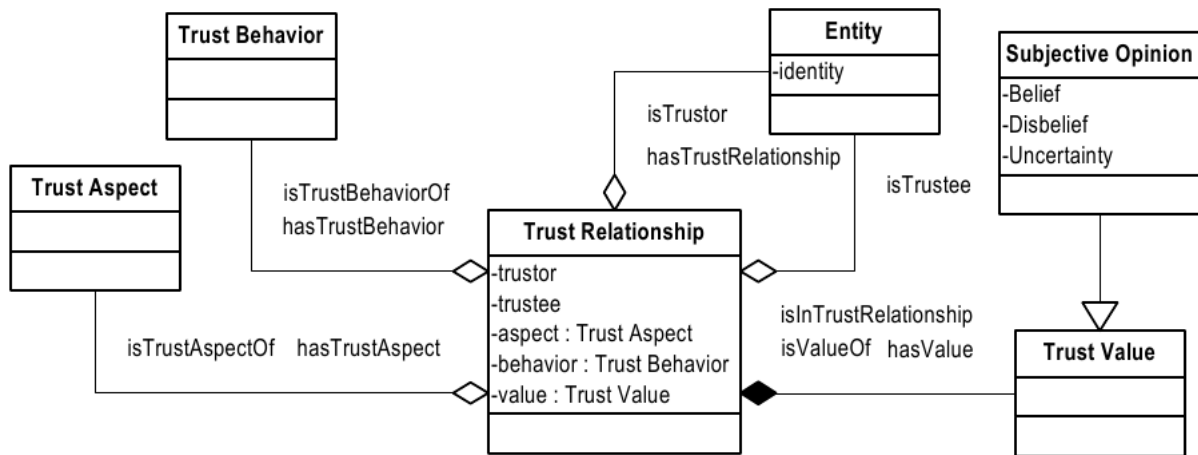 Trust Behavior
Entity
-identity
Subjective Opinion
-Belief
-Disbelief
-Uncertainty
Trust Aspect
isTrustor
hasTrustRelationship
isTrustee
isTrustBehaviorOf
hasTrustBehavior
Trust Relationship
-trustor
-trustee
-aspect : Trust Aspect
-behavior : Trust Behavior
-value : Trust Value
isTrustAspectOf hasTrustAspect
isInTrustRelationship
isValueOf hasValue
Trust Value